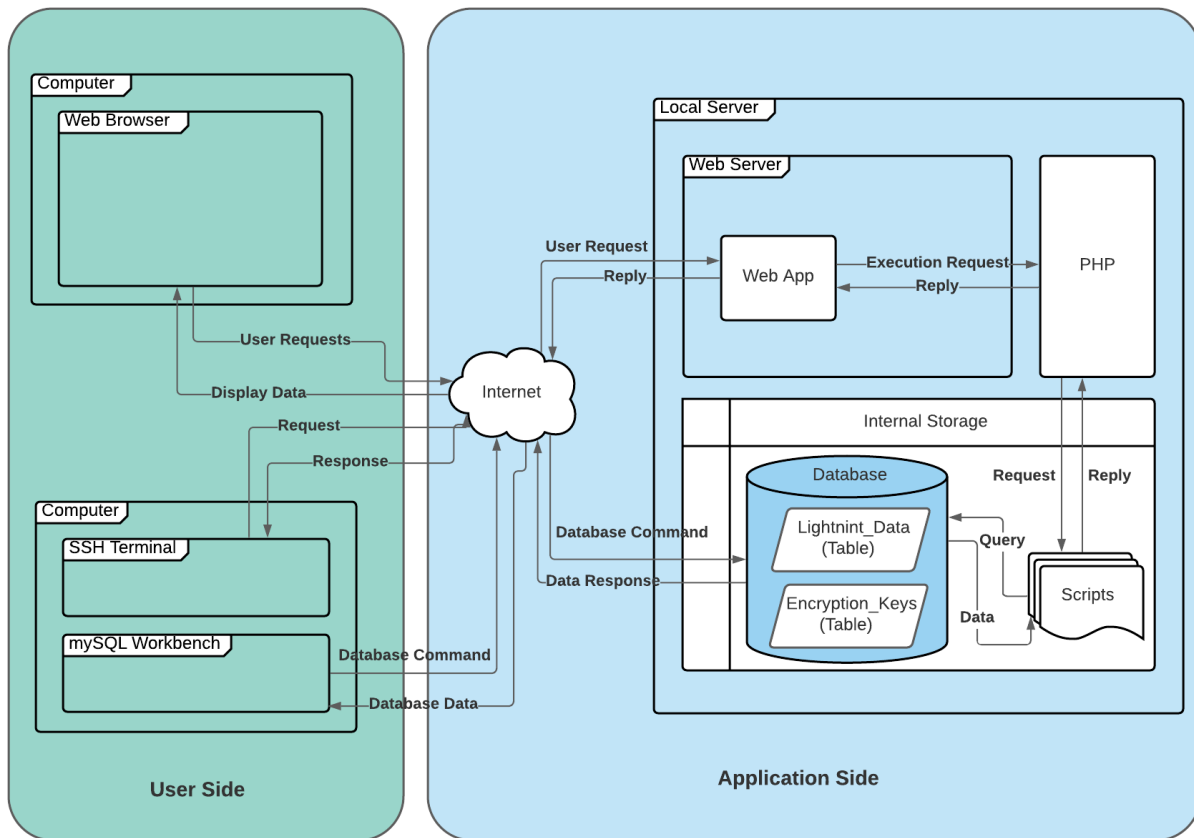 Computer
Web Browser
User Requests
Display Data
Request
Response
Computer
SSH Terminal
mySQL Workbench
Database Command
Database Data
User Side
Internet
Local Server
Web Server
User Request
Reply
Web App
Execution Request
Reply
PHP
Internal Storage
Database
Lightnint_Data
(Table)
Encryption_Keys
(Table)
Database Command
Data Response
Request
Reply
Query
Data
Scripts
Application Side